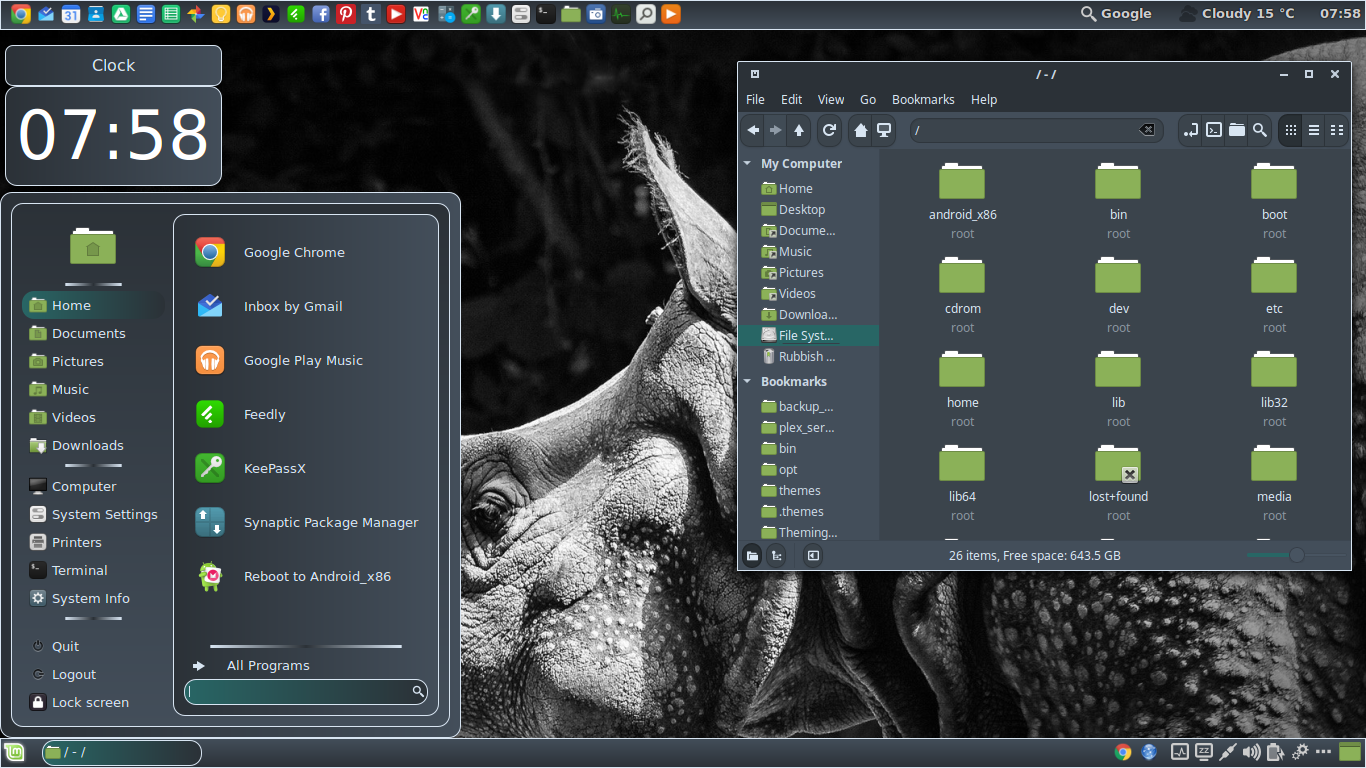 31
Google
Cloudy 15 °C
07:58
Clock
07:58
Home
Documents
Pictures
Music
Videos
Downloads
Computer
System Settings
Printers
Terminal
System Info
Quit
Logout
Lock screen
Google Chrome
Inbox by Gmail
Google Play Music
Feedly
KeePassX
Synaptic Package Manager
Reboot to Android_x86
All Programs
/ - /
File Edit View Go Bookmarks Help
/
My Computer
Home
Desktop
Docume...
Music
Pictures
Videos
Downloa...
File Syst...
Rubbish ...
Bookmarks
backup_...
plex_ser...
bin
opt
themes
.themes
Theming...
android_x86 bin boot
root root root
cdrom dev etc
root root root
home lib lib32
root root root
lib64 lost+found media
root root root
26 items, Free space: 643.5 GB
/ - /
zz